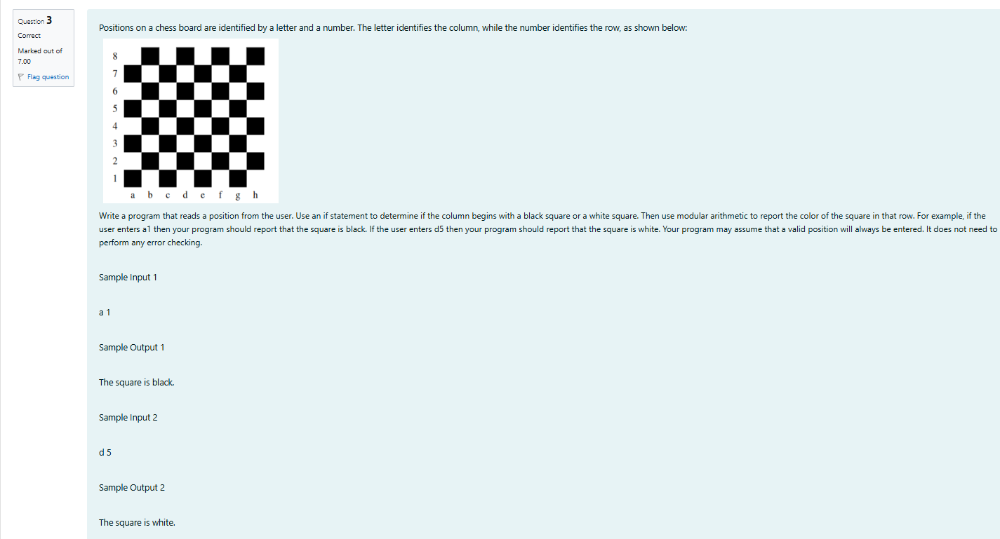 Question 3
Correct
Marked out of
7.00
Flag question
Positions on a chess board are identified by a letter and a number. The letter identifies the column, while the number identifies the row, as shown below:
8
7
6
5
4
3
2
1
a b c d e f g h
Write a program that reads a position from the user. Use an if statement to determine if the column begins with a black square or a white square. Then use modular arithmetic to report the color of the square in that row. For example, if the
user enters a1 then your program should report that the square is black. If the user enters d5 then your program should report that the square is white. Your program may assume that a valid position will always be entered. It does not need to
perform any error checking.
Sample Input 1
a 1
Sample Output 1
The square is black.
Sample Input 2
d 5
Sample Output 2
The square is white.